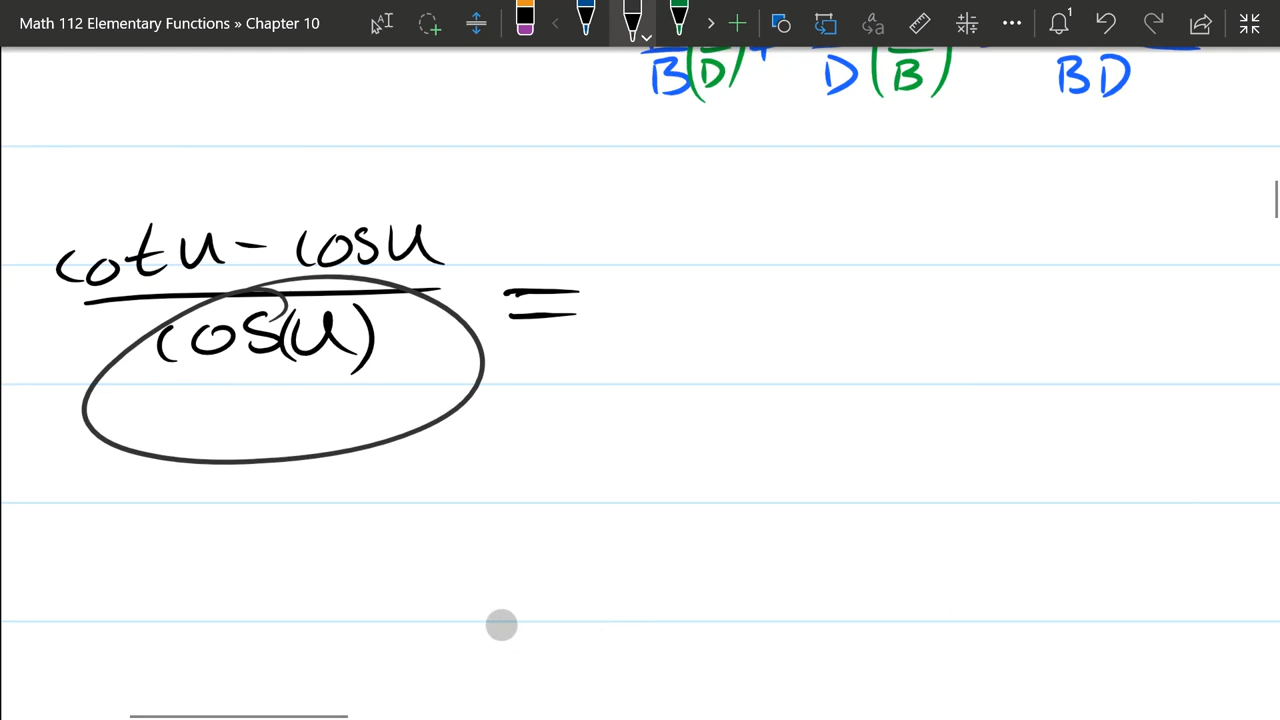 Math 112 Elementary Functions » Chapter 10
B(D) + D(B) BD
cot u - cos u
cos(u)
=